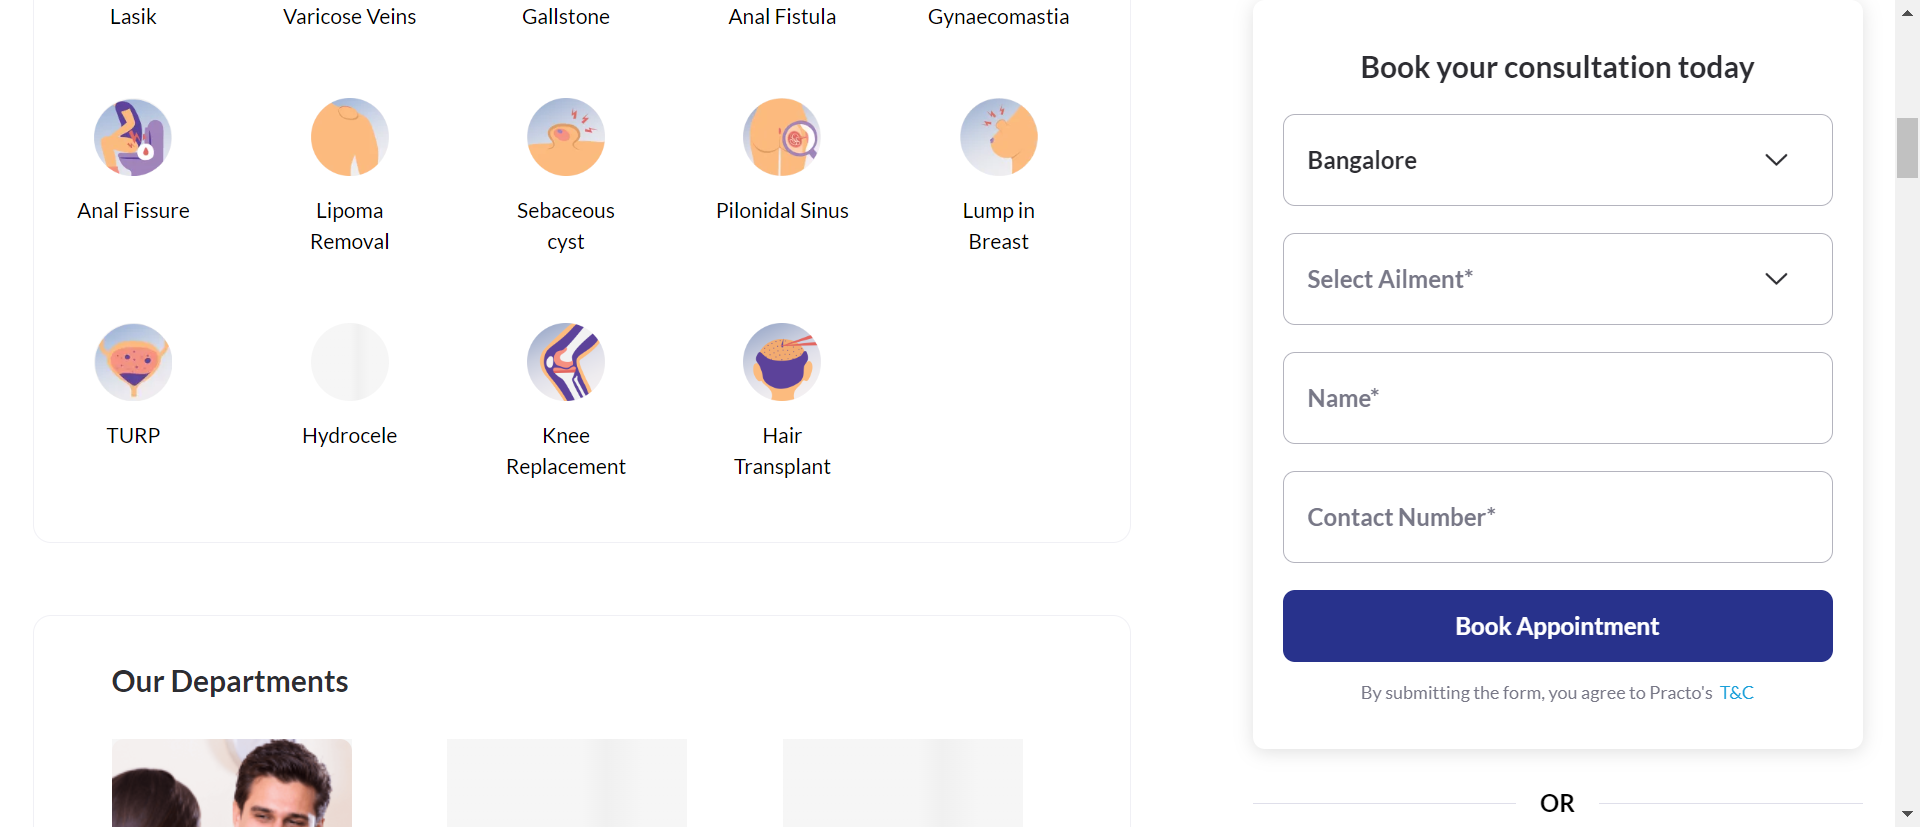 Lasik
Varicose Veins
Gallstone
Anal Fistula
Gynaecomastia
Anal Fissure
Lipoma
Removal
Sebaceous
cyst
Pilonidal Sinus
Lump in
Breast
TURP
Hydrocele
Knee
Replacement
Hair
Transplant
Our Departments
Book your consultation today
Bangalore
Select Ailment*
Name*
Contact Number*
Book Appointment
By submitting the form, you agree to Practo's T&C
OR